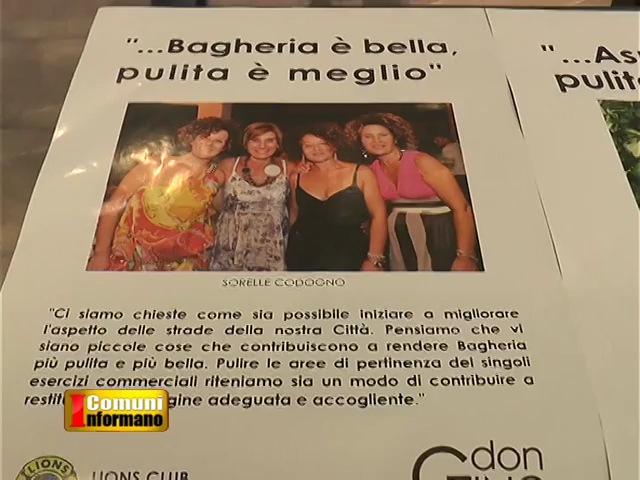 "...Bagheria è bella,
pulita è meglio"
"...As
pulit
SORELLE CODOGNO
"Ci siamo chieste come sia possibile iniziare a migliorare
l'aspetto delle strade della nostra Città. Pensiamo che vi
siano piccole cose che contribuiscono a rendere Bagheria
più pulita e più bella. Pulire le aree di pertinenza dei singoli
esercizi commerciali riteniamo sia un modo di contribuire a
adeguata e accogliente."
I Comuni
Informano
LIONS
LIONS CLUB
don